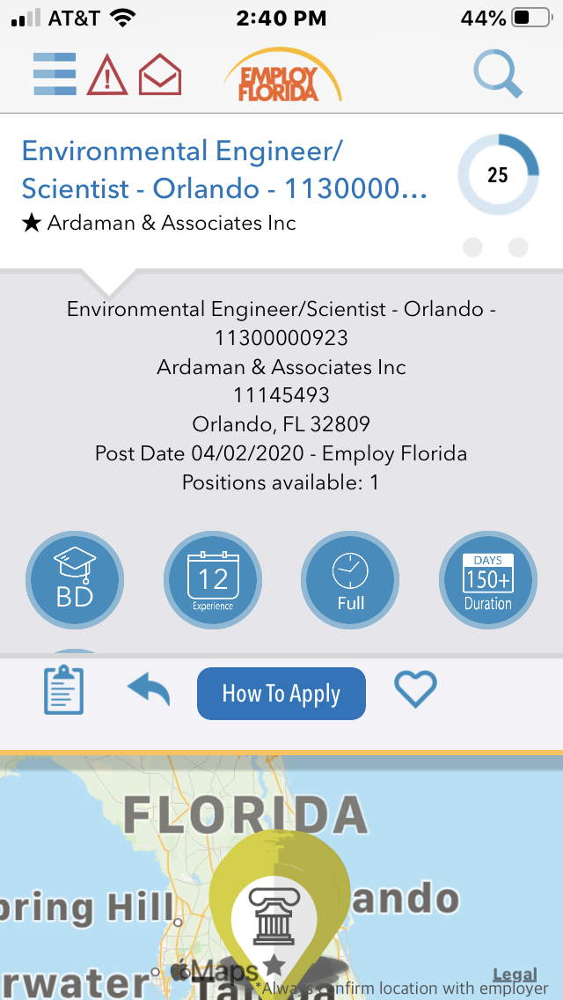 AT&T 2:40 PM 44%
EMPLOY
FLORIDA
Environmental Engineer/
Scientist - Orlando - 1130000...
25
★ Ardaman & Associates Inc
Environmental Engineer/Scientist - Orlando -
11300000923
Ardaman & Associates Inc
11145493
Orlando, FL 32809
Post Date 04/02/2020 - Employ Florida
Positions available: 1
BD
12
Experience
Full
DAYS
150+
Duration
How To Apply
FLORIDA
pring Hill
ando
Maps
Legal
rwater
*Always confirm location with employer